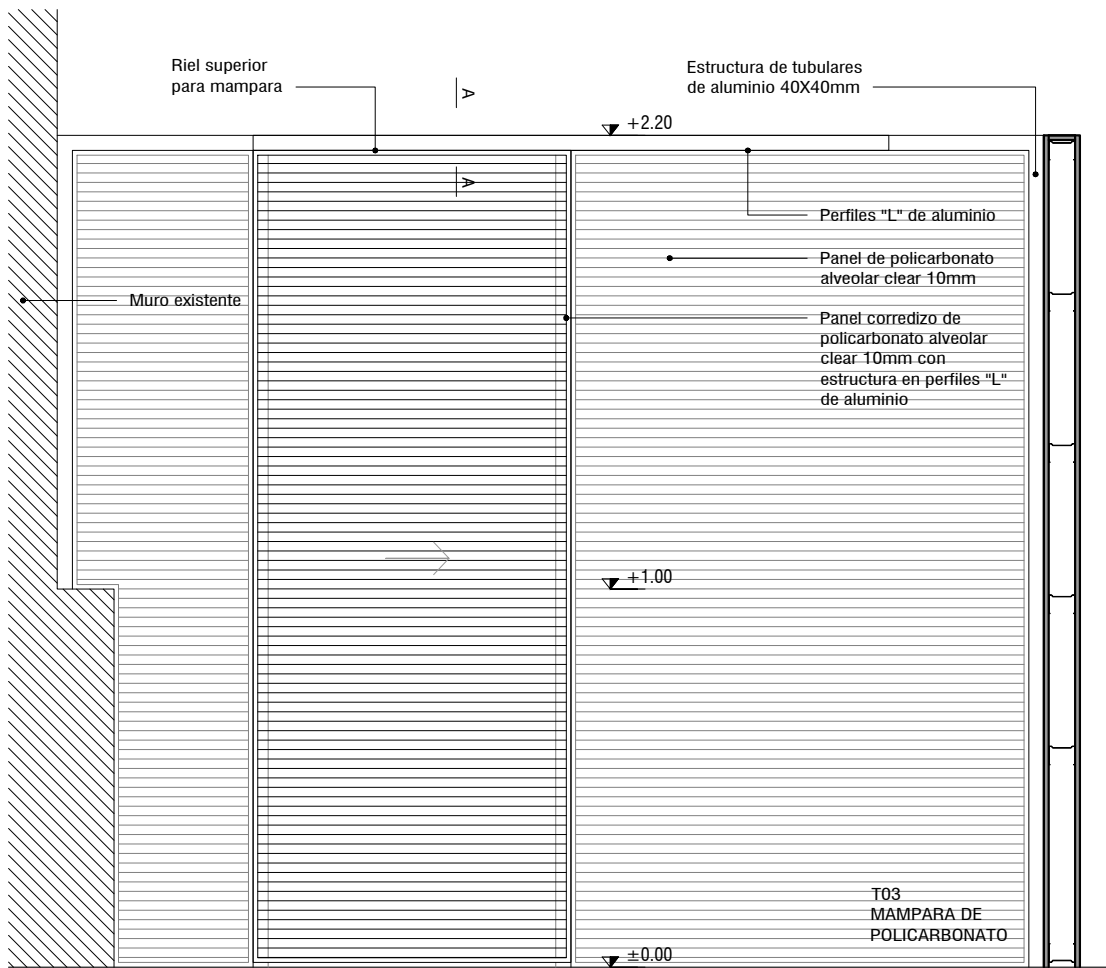 Riel superior
para mampara
A
Estructura de tubulares
de aluminio 40X40mm
+2.20
A
Perfiles "L" de aluminio
Panel de policarbonato
alveolar clear 10mm
Muro existente
Panel corredizo de
policarbonato alveolar
clear 10mm con
estructura en perfiles "L"
de aluminio
+1.00
T03
MAMPARA DE
POLICARBONATO
±0.00